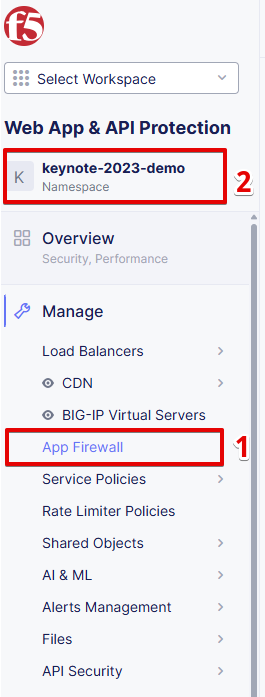 f5
Select Workspace
Web App & API Protection
K
keynote-2023-demo
Namespace
2
Overview
Security, Performance
Manage
Load Balancers
CDN
BIG-IP Virtual Servers
App Firewall
1
Service Policies
Rate Limiter Policies
Shared Objects
AI & ML
Alerts Management
Files
API Security